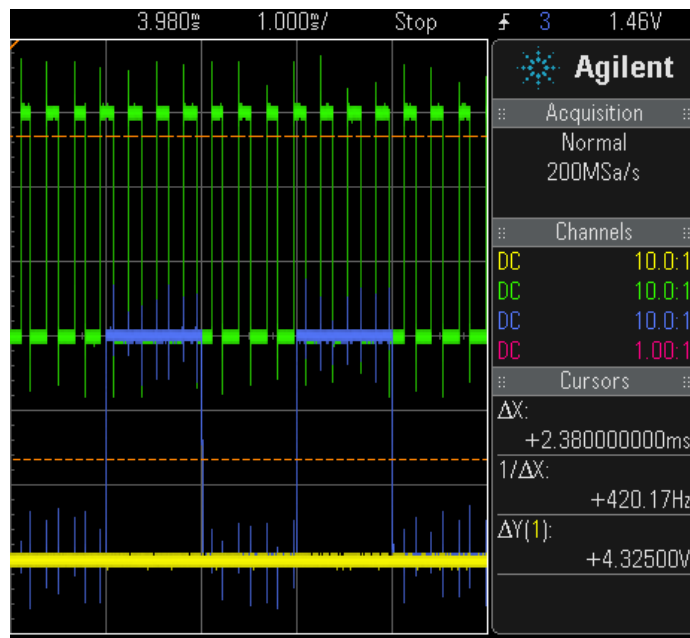 3.980ms 1.000ms/ Stop 3 1.46V
Agilent
Acquisition
Normal
200MSa/s
Channels
DC 10.0:1
DC 10.0:1
DC 10.0:1
DC 1.00:1
Cursors
ΔX:
+2.380000000ms
1/ΔX:
+420.17Hz
ΔY(1):
+4.32500V